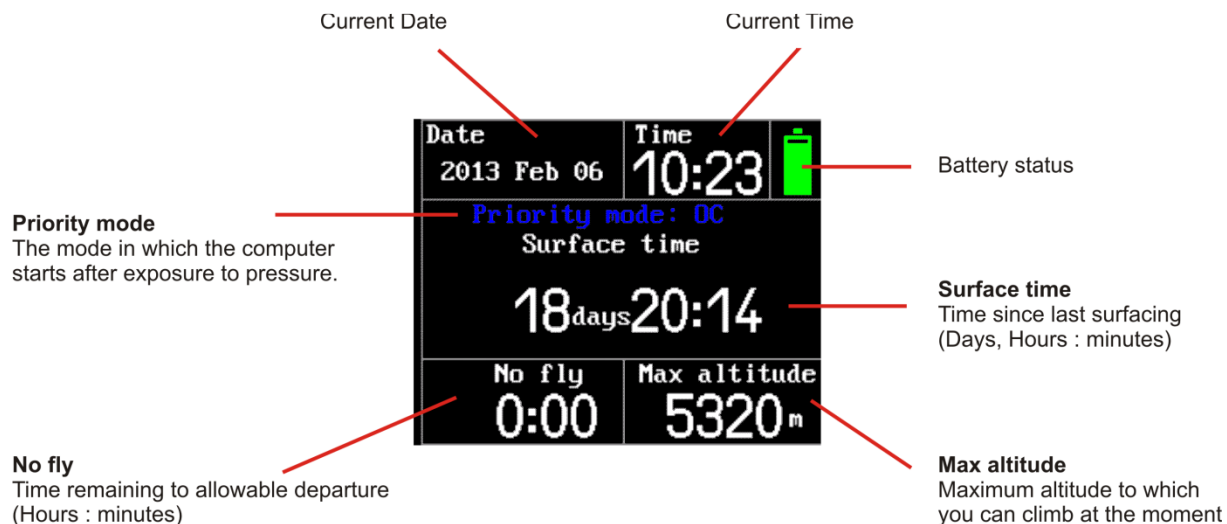 Current Date
Current Time
Date
2013 Feb 06
Time
10:23
Battery status
Priority mode
The mode in which the computer
starts after exposure to pressure.
Priority mode: OC
Surface time
18days20:14
Surface time
Time since last surfacing
(Days, Hours : minutes)
No fly
0:00
Max altitude
5320m
No fly
Time remaining to allowable departure
(Hours : minutes)
Max altitude
Maximum altitude to which
you can climb at the moment